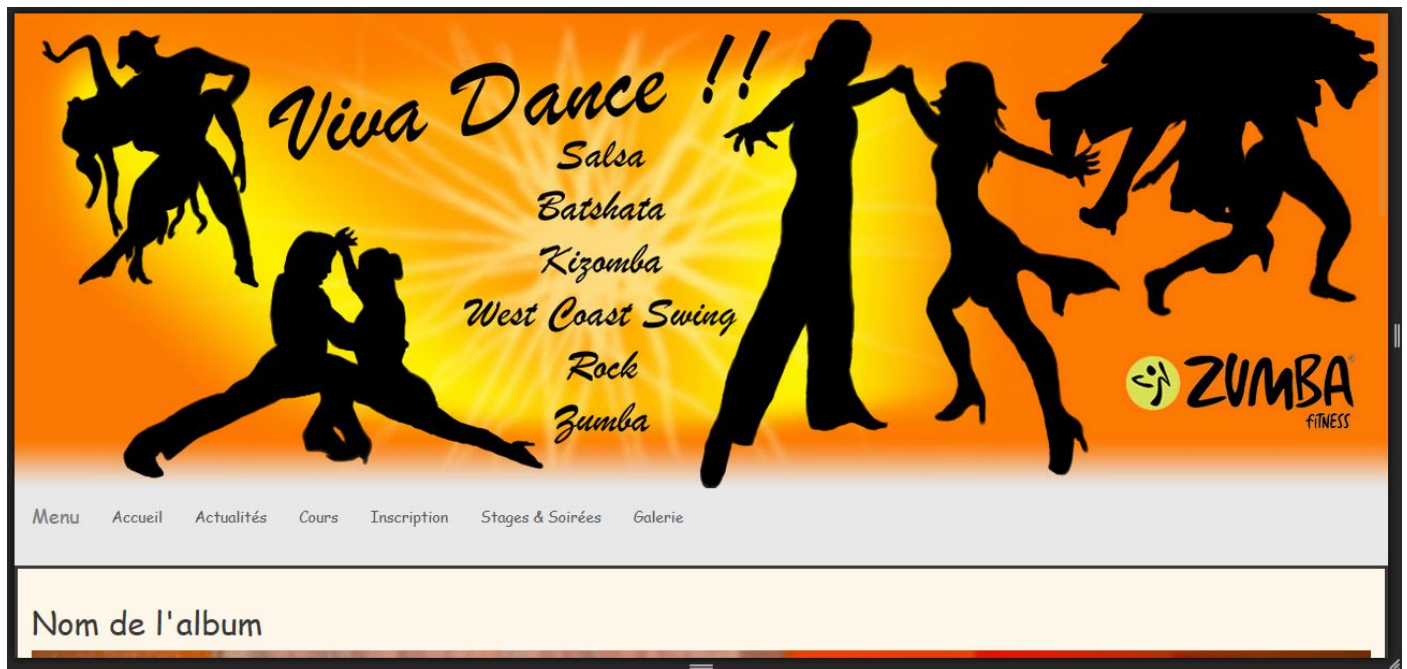 Viva Dance !!
Salsa
Batshata
Kizomba
West Coast Swing
Rock
Zumba
ZUMBA
FITNESS
Menu Accueil Actualités Cours Inscription Stages & Soirées Galerie
Nom de l'album